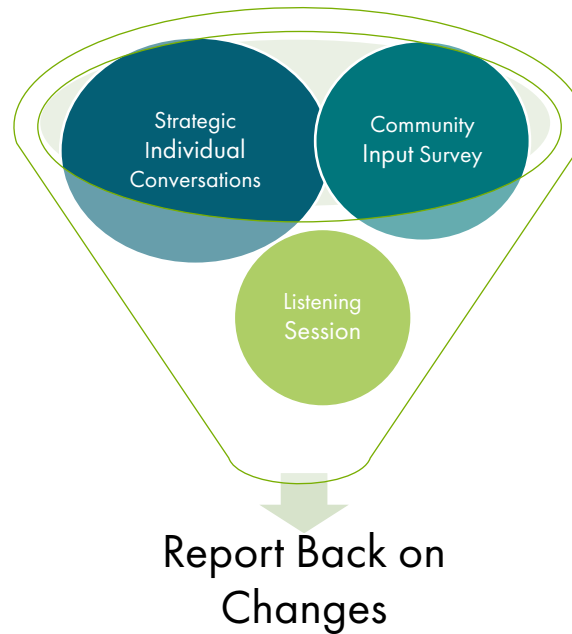 Strategic
Individual
Conversations
Community
Input Survey
Listening
Session
Report Back on
Changes